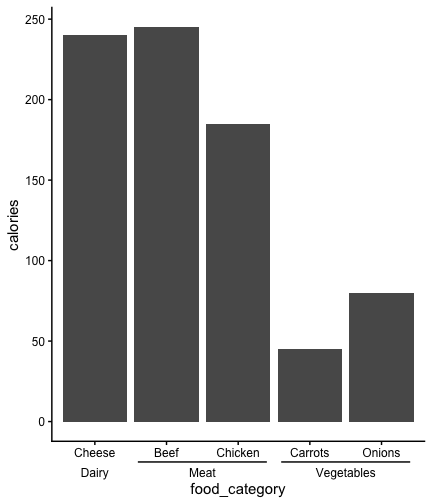 250
200
150
100
50
0
calories
Cheese Beef Chicken Carrots Onions
Dairy Meat Vegetables
food_category